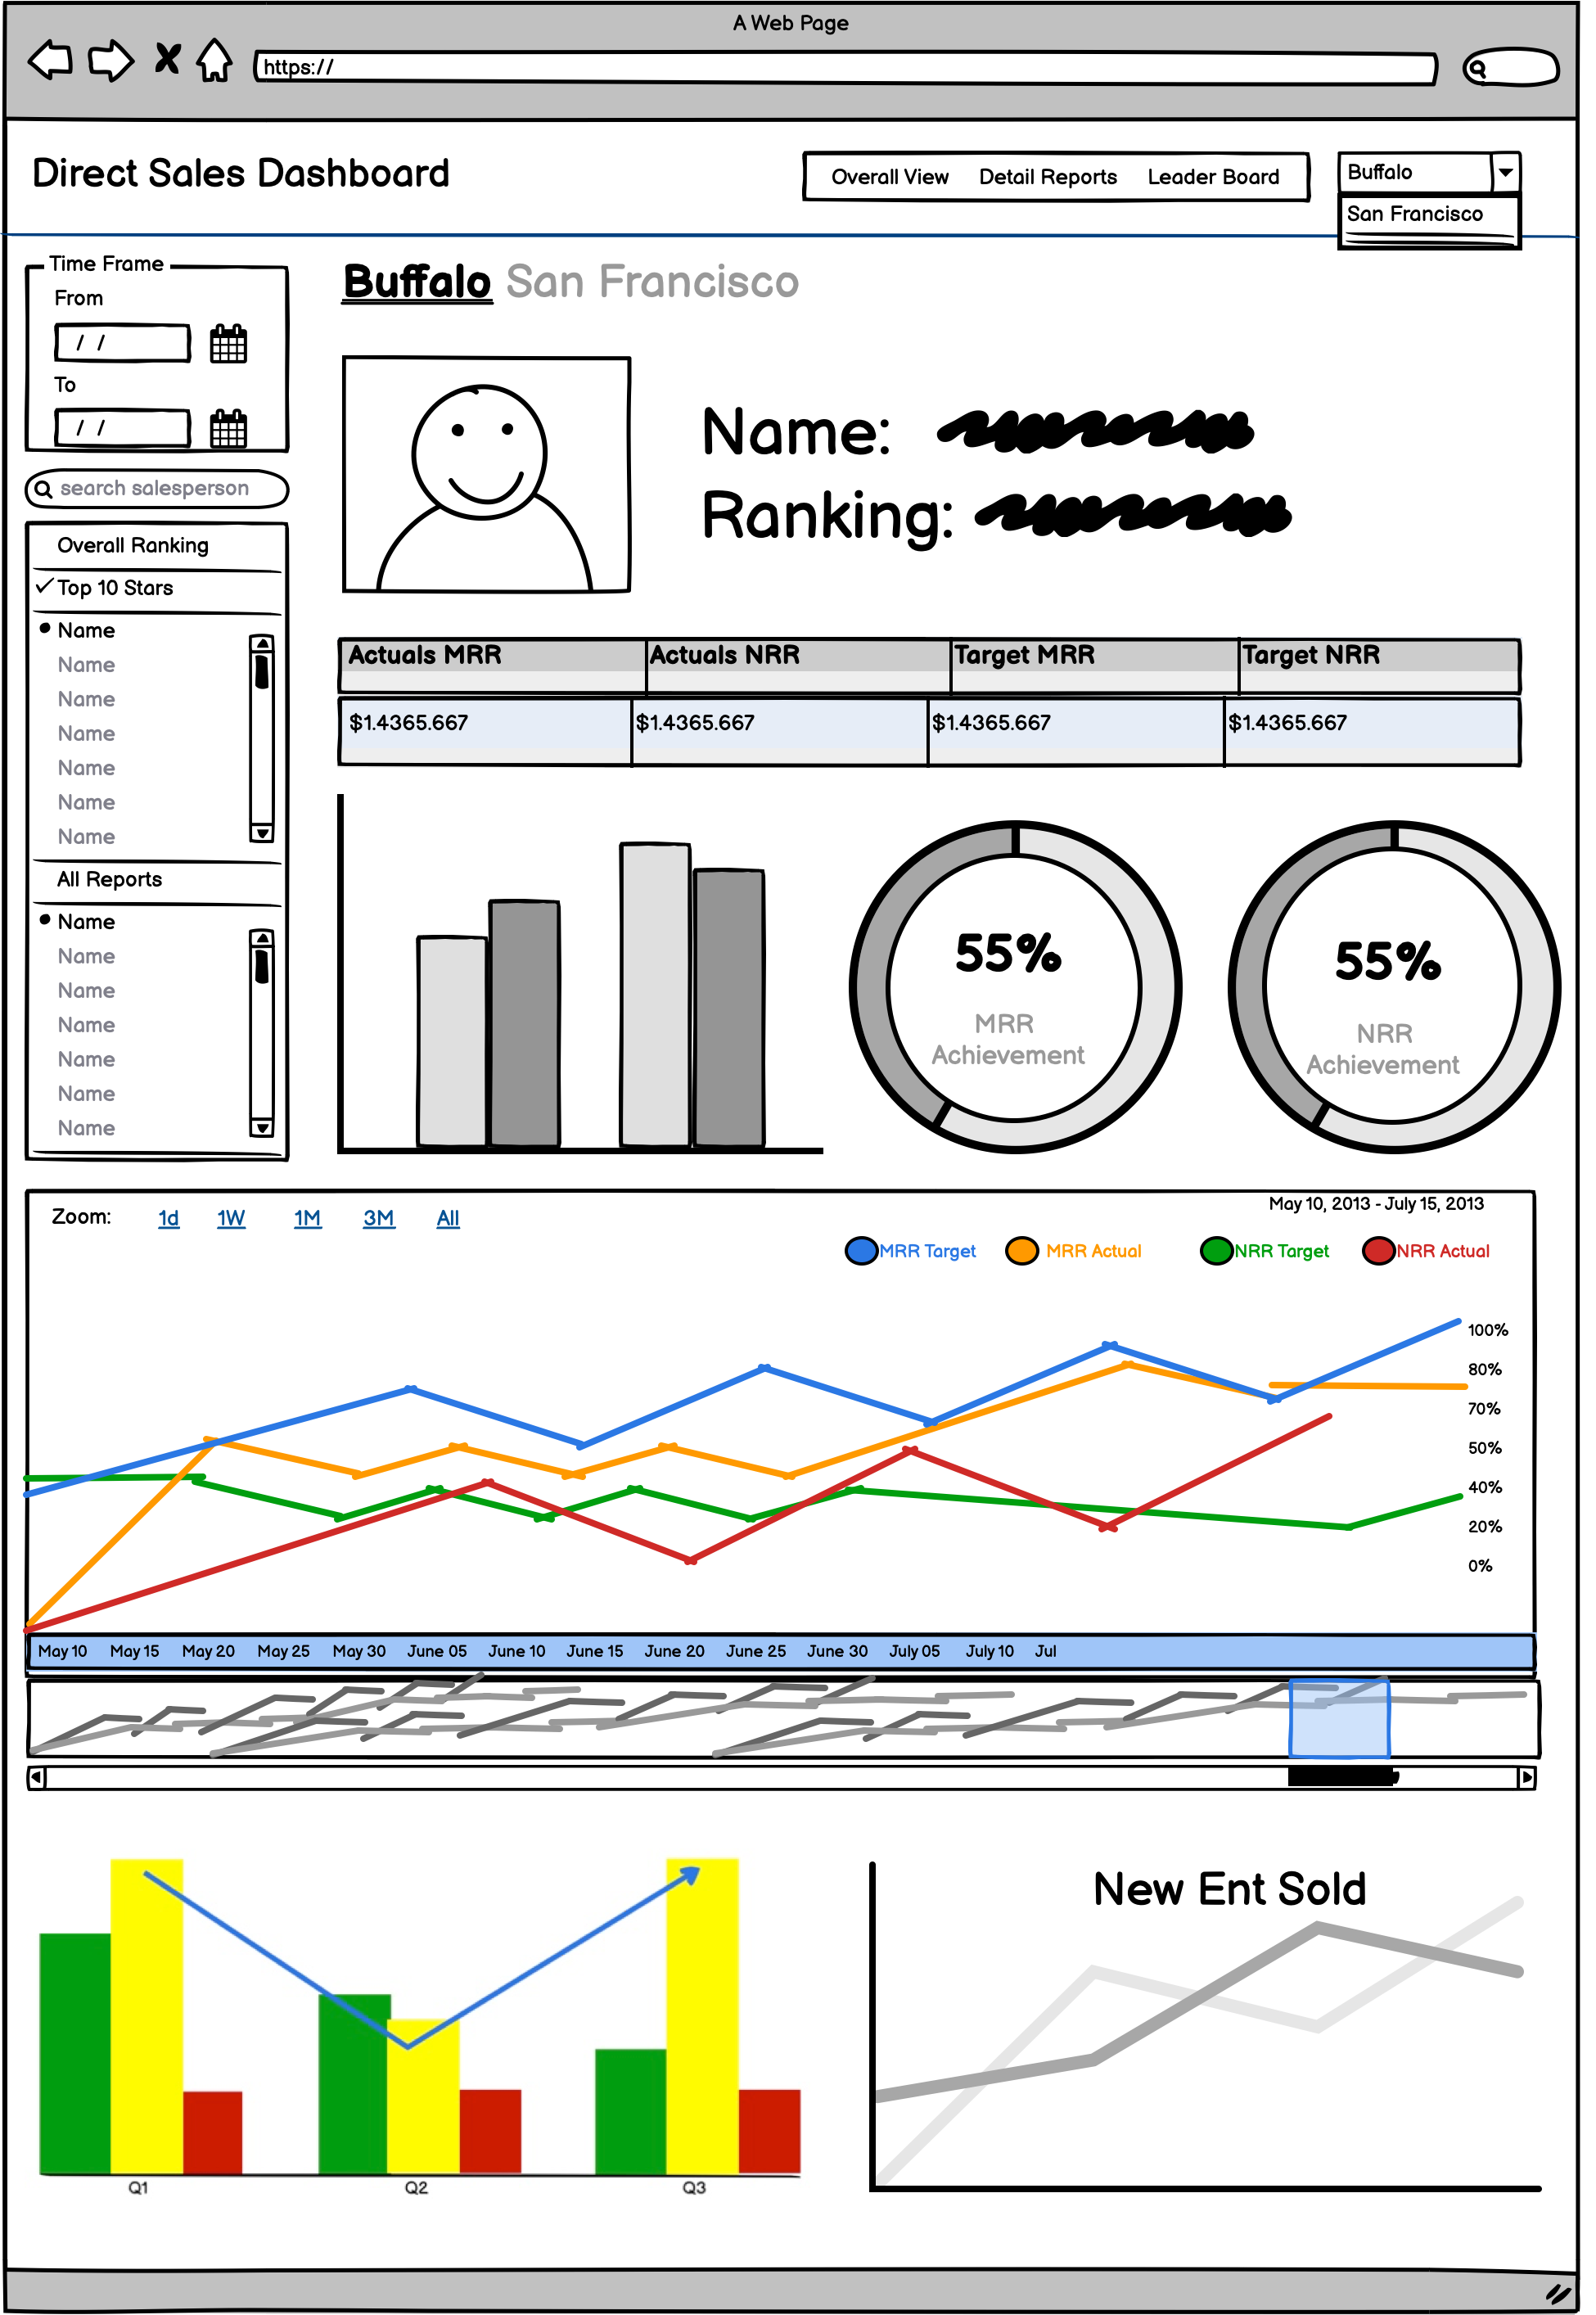 A Web Page
https://
Direct Sales Dashboard
Overall View Detail Reports Leader Board
Buffalo
San Francisco
Time Frame
From
/ /
To
/ /
search salesperson
Overall Ranking
Top 10 Stars
Name
Name
Name
Name
Name
Name
Name
All Reports
Name
Name
Name
Name
Name
Name
Name
Buffalo San Francisco
Name:
Ranking:
Actuals MRR Actuals NRR Target MRR Target NRR
$1.4365.667 $1.4365.667 $1.4365.667 $1.4365.667
55%
MRR
Achievement
55%
NRR
Achievement
Zoom: 1d 1W 1M 3M All
May 10, 2013 - July 15, 2013
MRR Target MRR Actual NRR Target NRR Actual
100%
80%
70%
50%
40%
20%
0%
May 10 May 15 May 20 May 25 May 30 June 05 June 10 June 15 June 20 June 25 June 30 July 05 July 10 Jul
Q1 Q2 Q3
New Ent Sold